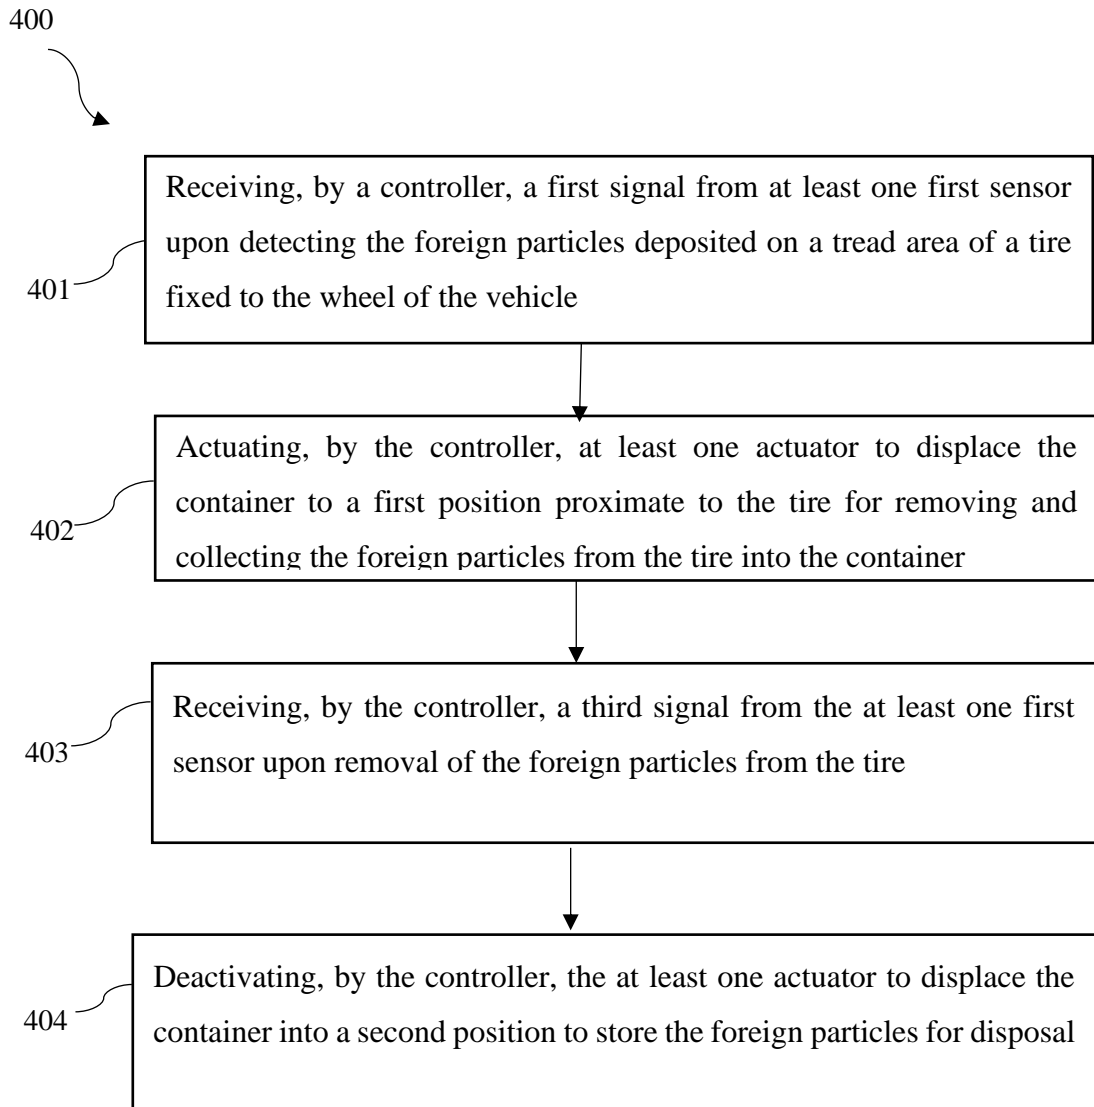 400
Receiving, by a controller, a first signal from at least one first sensor
upon detecting the foreign particles deposited on a tread area of a tire
fixed to the wheel of the vehicle
401
Actuating, by the controller, at least one actuator to displace the
container to a first position proximate to the tire for removing and
collecting the foreign particles from the tire into the container
402
Receiving, by the controller, a third signal from the at least one first
sensor upon removal of the foreign particles from the tire
403
Deactivating, by the controller, the at least one actuator to displace the
container into a second position to store the foreign particles for disposal
404